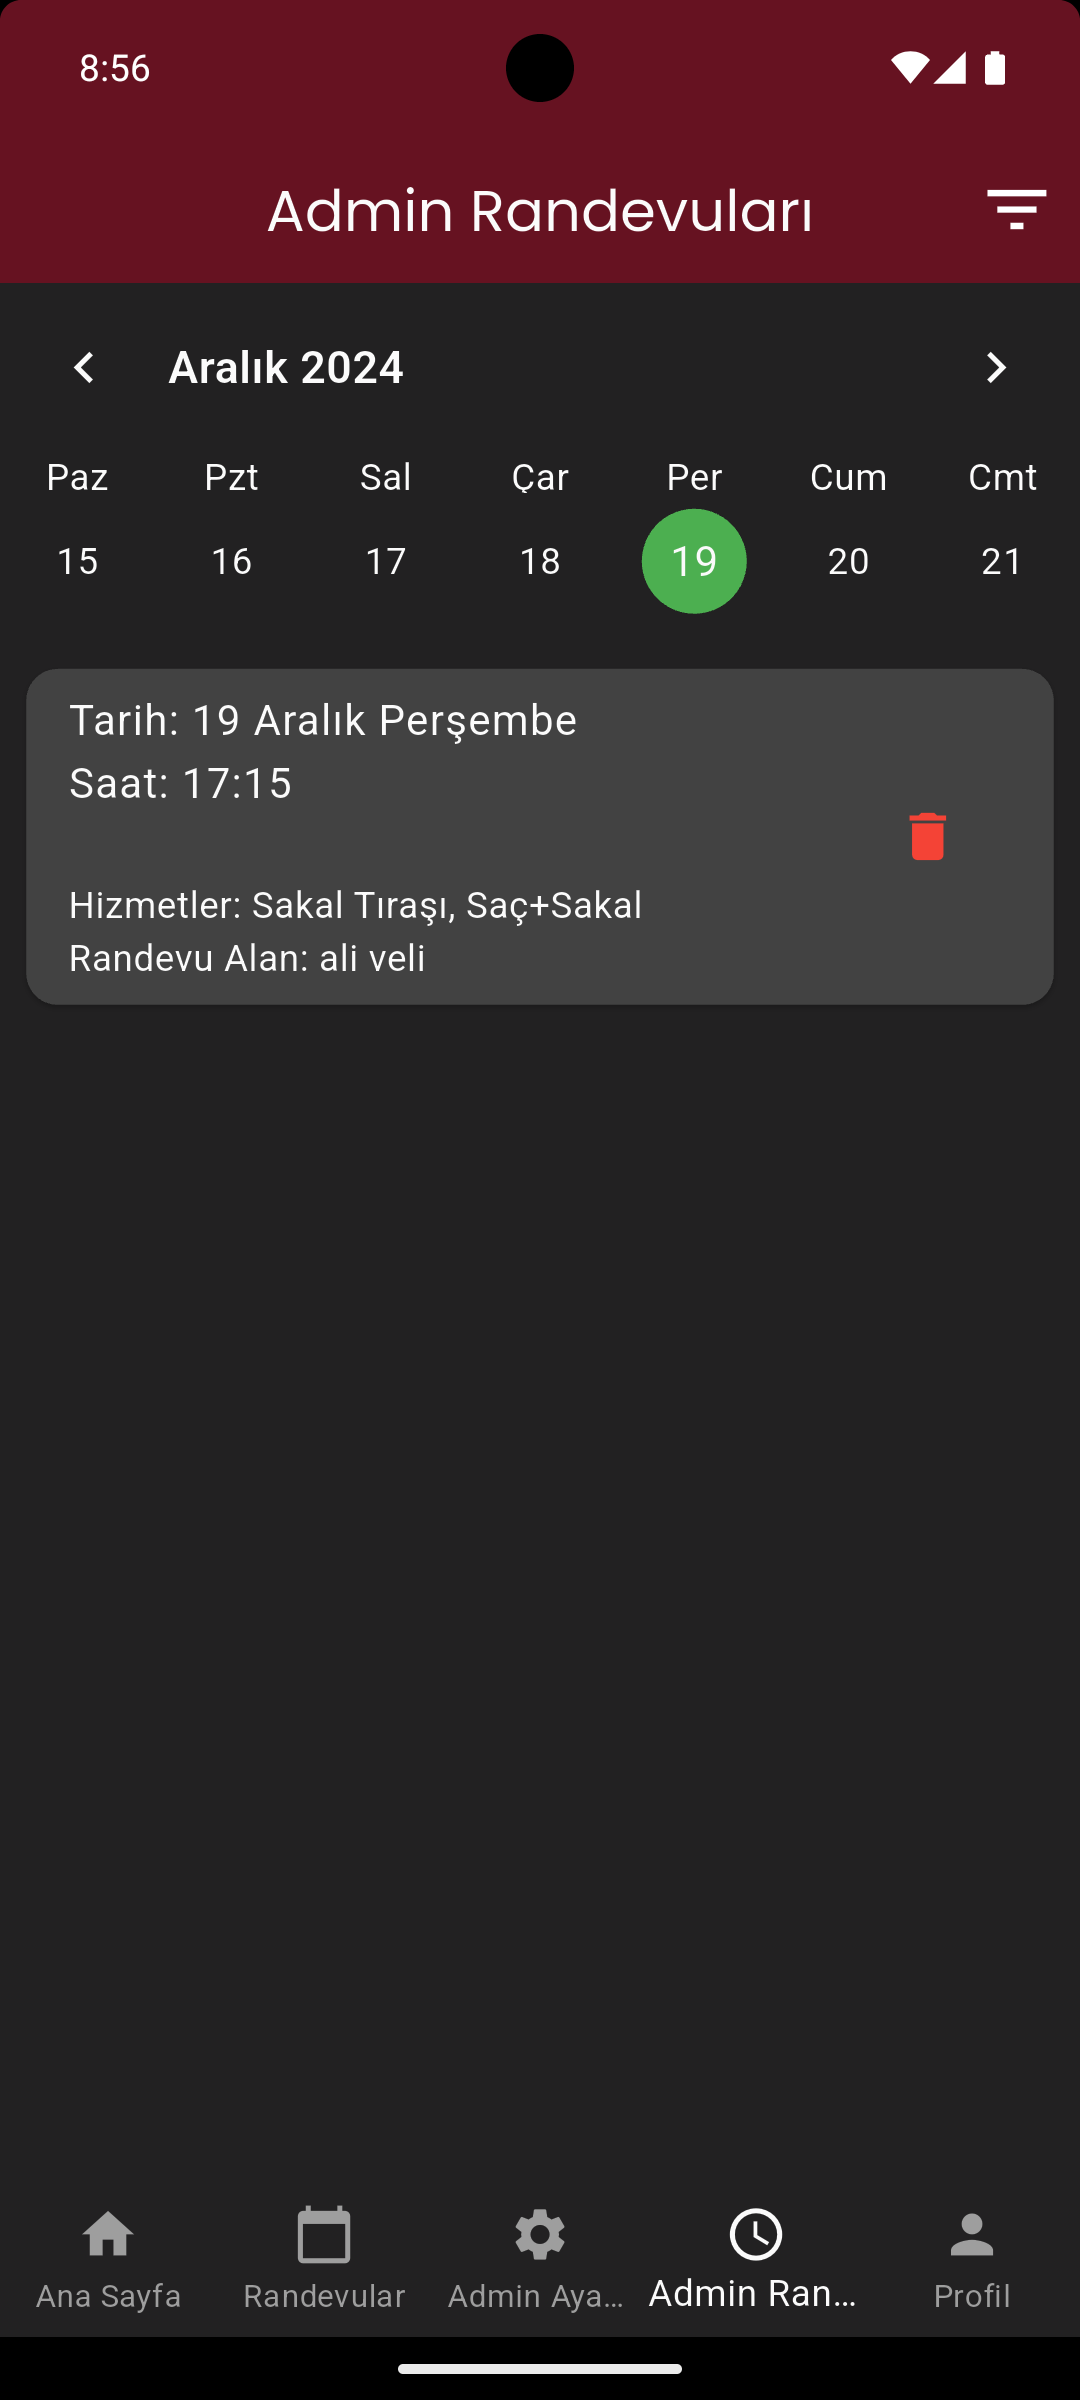 8:56
Admin Randevuları
Aralık 2024
Paz Pzt Sal Çar Per Cum Cmt
15 16 17 18 19 20 21
Tarih: 19 Aralık Perşembe
Saat: 17:15
Hizmetler: Sakal Tıraşı, Saç+Sakal
Randevu Alan: ali veli
Ana Sayfa Randevular Admin Aya... Admin Ran... Profil